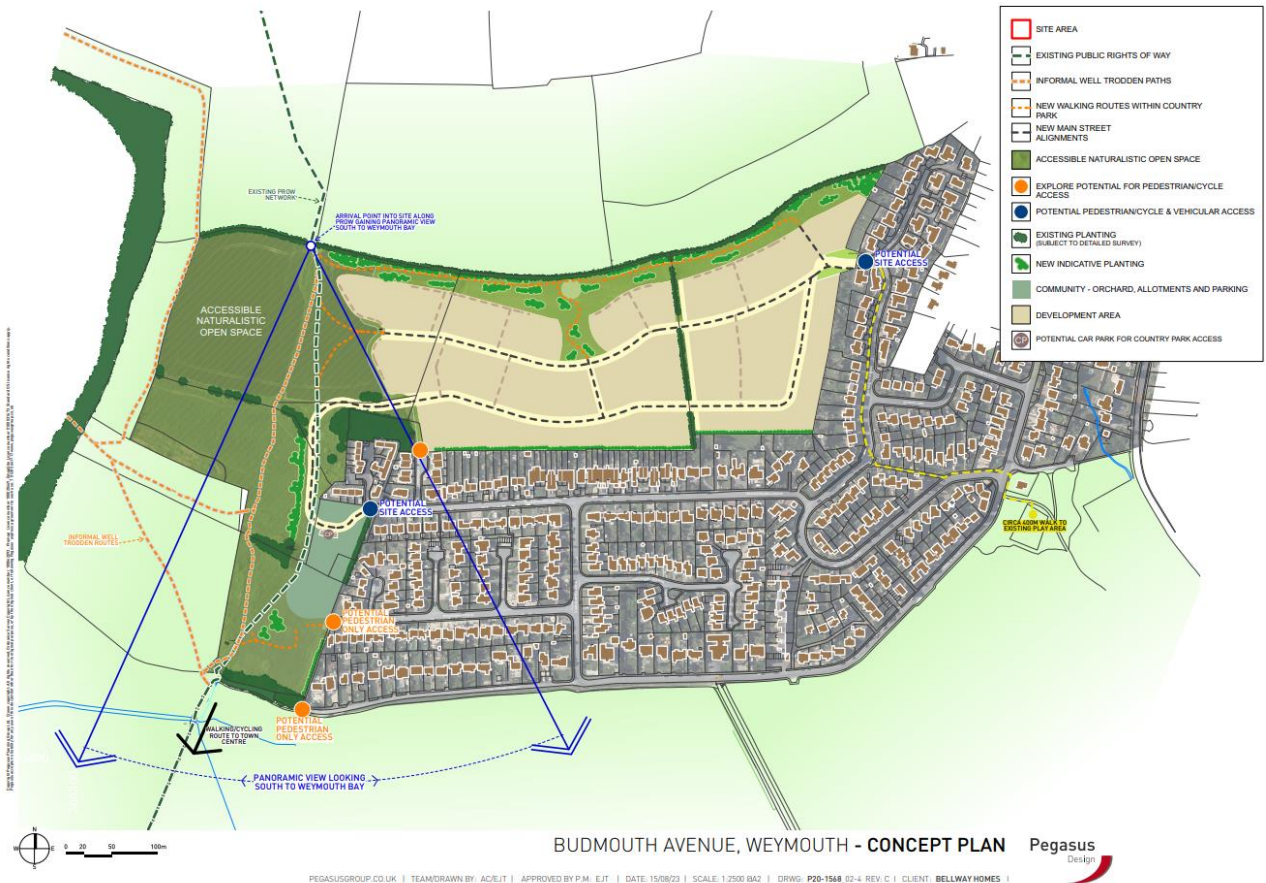 SITE AREA
EXISTING PUBLIC RIGHTS OF WAY
INFORMAL WELL TRODDEN PATHS
NEW WALKING ROUTES WITHIN COUNTRY
PARK
NEW MAIN STREET
ALIGNMENTS
ACCESSIBLE NATURALISTIC OPEN SPACE
EXPLORE POTENTIAL FOR PEDESTRIAN/CYCLE
ACCESS
POTENTIAL PEDESTRIAN/CYCLE & VEHICULAR ACCESS
EXISTING PLANTING
(SUBJECT TO DETAILED SURVEY)
NEW INDICATIVE PLANTING
COMMUNITY - ORCHARD, ALLOTMENTS AND PARKING
DEVELOPMENT AREA
CP
POTENTIAL CAR PARK FOR COUNTRY PARK ACCESS
EXISTING PROW
NETWORK
ARRIVAL POINT INTO SITE ALONG
PROW GAINING PANORAMIC VIEW
SOUTH TO WEYMOUTH BAY
POTENTIAL
SITE ACCESS
ACCESSIBLE
NATURALISTIC
OPEN SPACE
POTENTIAL
SITE ACCESS
CP
CIRCA 400M WALK TO
EXISTING PLAY AREA
INFORMAL WELL
TRODDEN ROUTES
POTENTIAL
PEDESTRIAN
ONLY ACCESS
POTENTIAL
PEDESTRIAN
ONLY ACCESS
WALKING/CYCLING
ROUTE TO TOWN
CENTRE
PANORAMIC VIEW LOOKING
SOUTH TO WEYMOUTH BAY
N
W
E
S
0 20 50 100m
BUDMOUTH AVENUE, WEYMOUTH - CONCEPT PLAN
Pegasus
Design
PEGASUSGROUP.CO.UK | TEAM/DRAWN BY: AC/EJT | APPROVED BY P.M: EJT | DATE: 15/08/23 | SCALE: 1:2500 @A2 | DRWG: P20-1568_02-4 REV: C | CLIENT: BELLWAY HOMES |